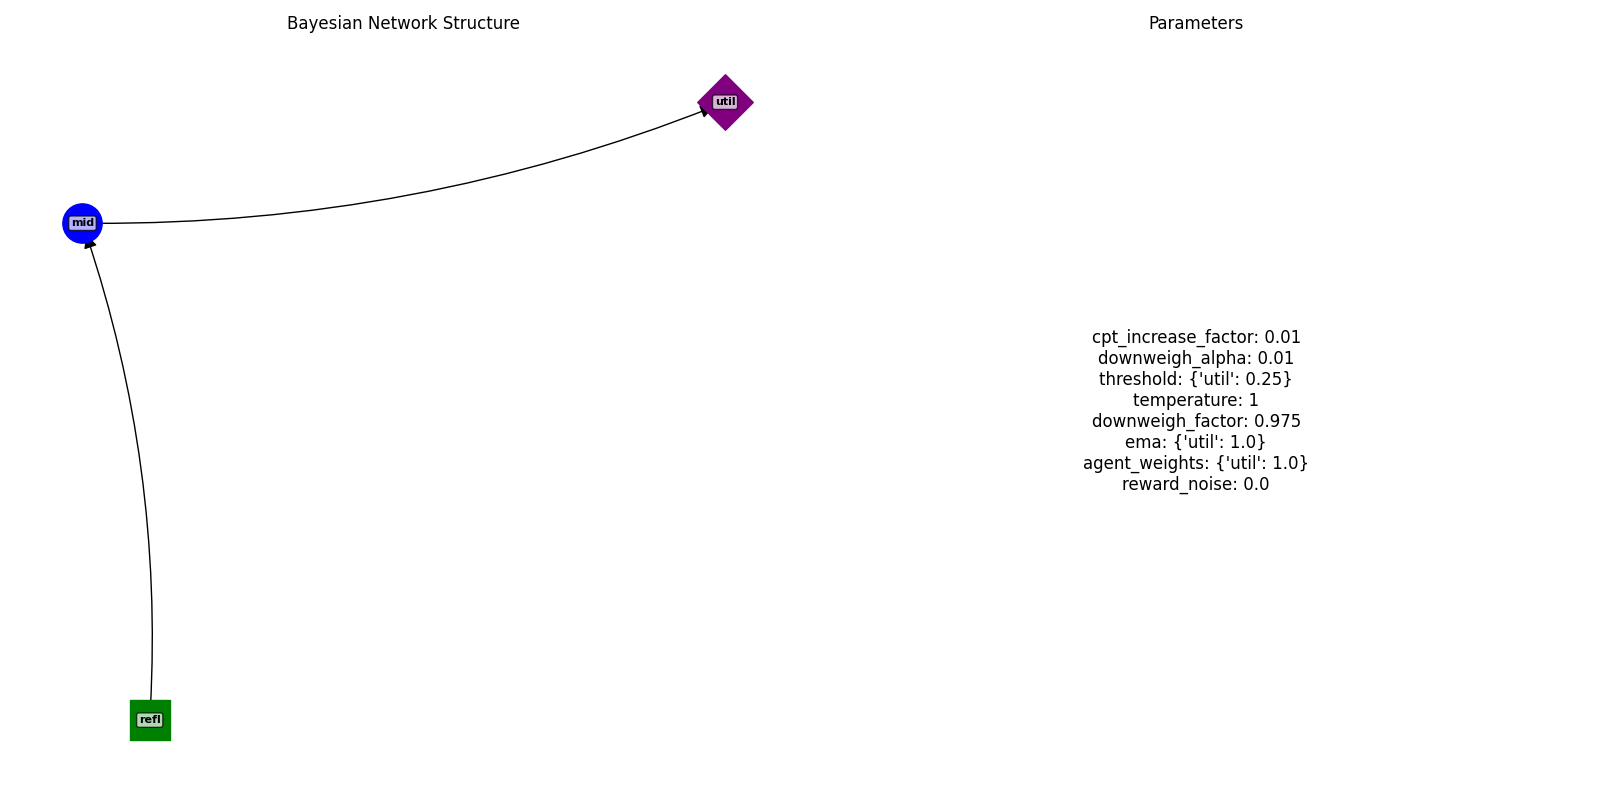 Bayesian Network Structure
util
mid
refl
Parameters
cpt_increase_factor: 0.01
downweigh_alpha: 0.01
threshold: {'util': 0.25}
temperature: 1
downweigh_factor: 0.975
ema: {'util': 1.0}
agent_weights: {'util': 1.0}
reward_noise: 0.0